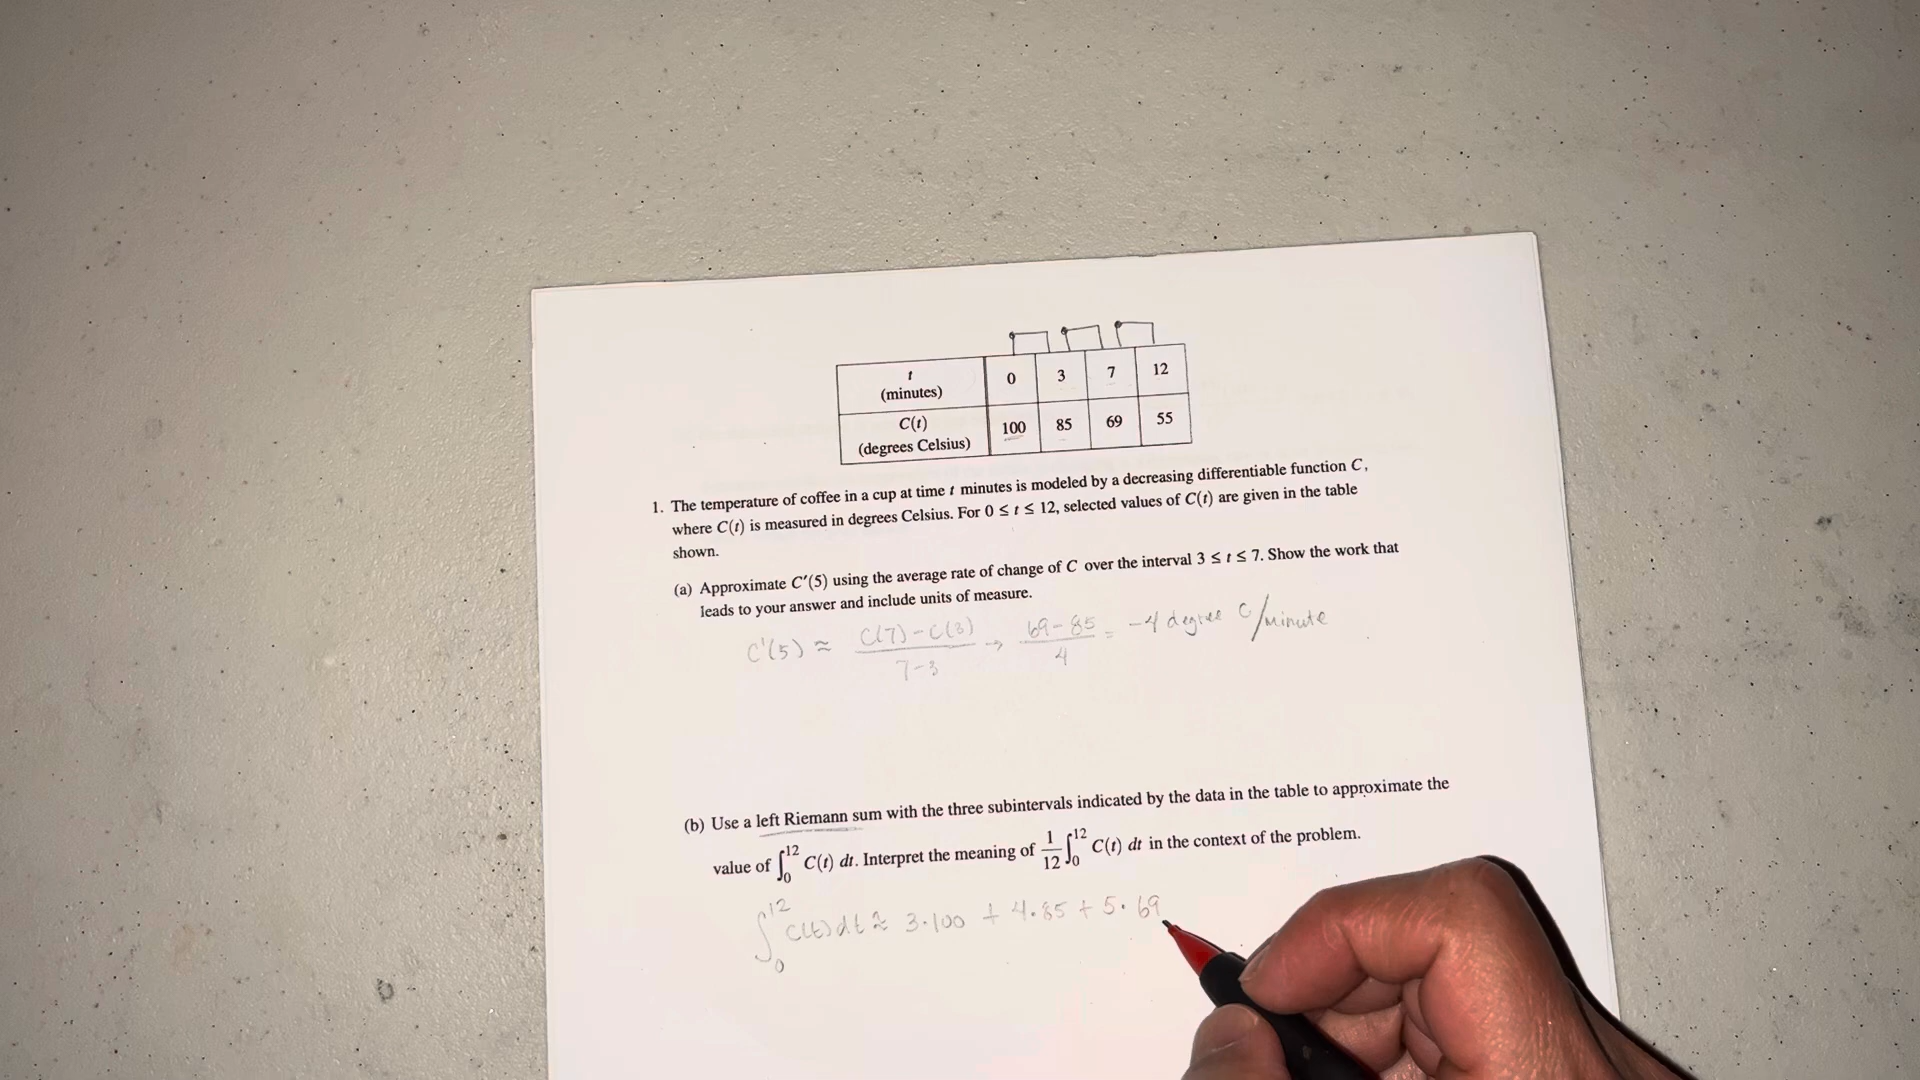 t (minutes) 0 3 7 12
C(t) (degrees Celsius) 100 85 69 55
1. The temperature of coffee in a cup at time t minutes is modeled by a decreasing differentiable function C,
where C(t) is measured in degrees Celsius. For 0 ≤ t ≤ 12, selected values of C(t) are given in the table
shown.
(a) Approximate C′(5) using the average rate of change of C over the interval 3 ≤ t ≤ 7. Show the work that
leads to your answer and include units of measure.
C'(5) ≈ (C(7)-C(3))/(7-3) → (69-85)/4 = -4 degree C/minute
(b) Use a left Riemann sum with the three subintervals indicated by the data in the table to approximate the
value of ∫₀¹² C(t) dt. Interpret the meaning of 1/12 ∫₀¹² C(t) dt in the context of the problem.
∫₀¹² C(t)dt ≈ 3·100 + 4·85 + 5·69